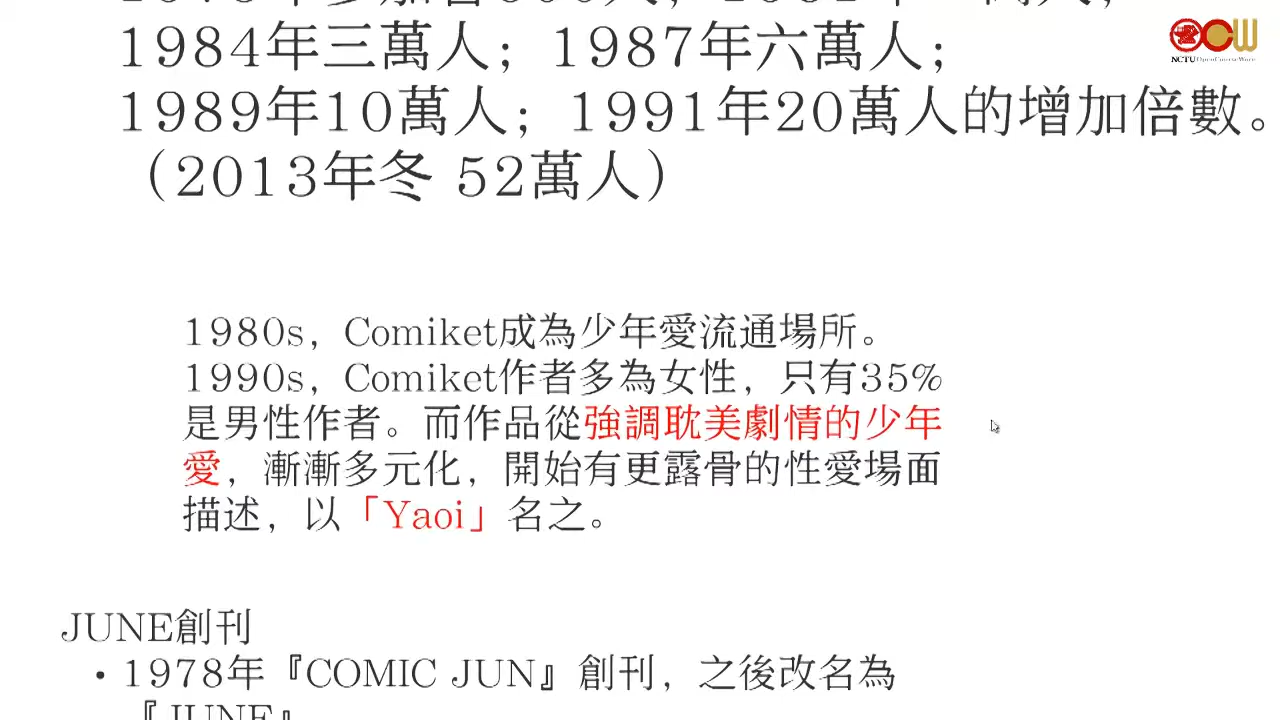 1984年三萬人；1987年六萬人；
1989年10萬人；1991年20萬人的增加倍數。
（2013年冬 52萬人）
1980s，Comiket成為少年愛流通場所。
1990s，Comiket作者多為女性，只有35%
是男性作者。而作品從強調耽美劇情的少年
愛，漸漸多元化，開始有更露骨的性愛場面
描述，以「Yaoi」名之。
JUNE創刊
• 1978年『COMIC JUN』創刊，之後改名為
『JUNE』
OCW
NCTU OpenCourseWare